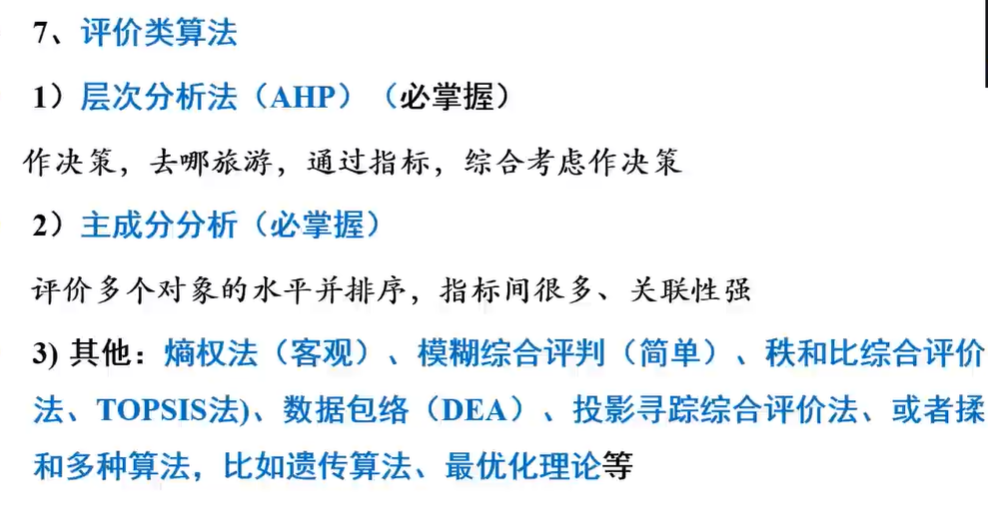 7、评价类算法
1）层次分析法（AHP）（必掌握）
作决策，去哪旅游，通过指标，综合考虑作决策
2）主成分分析（必掌握）
评价多个对象的水平并排序，指标间很多、关联性强
3) 其他：熵权法（客观）、模糊综合评判（简单）、秩和比综合评价
法、TOPSIS法)、数据包络（DEA）、投影寻踪综合评价法、或者揉
和多种算法，比如遗传算法、最优化理论等